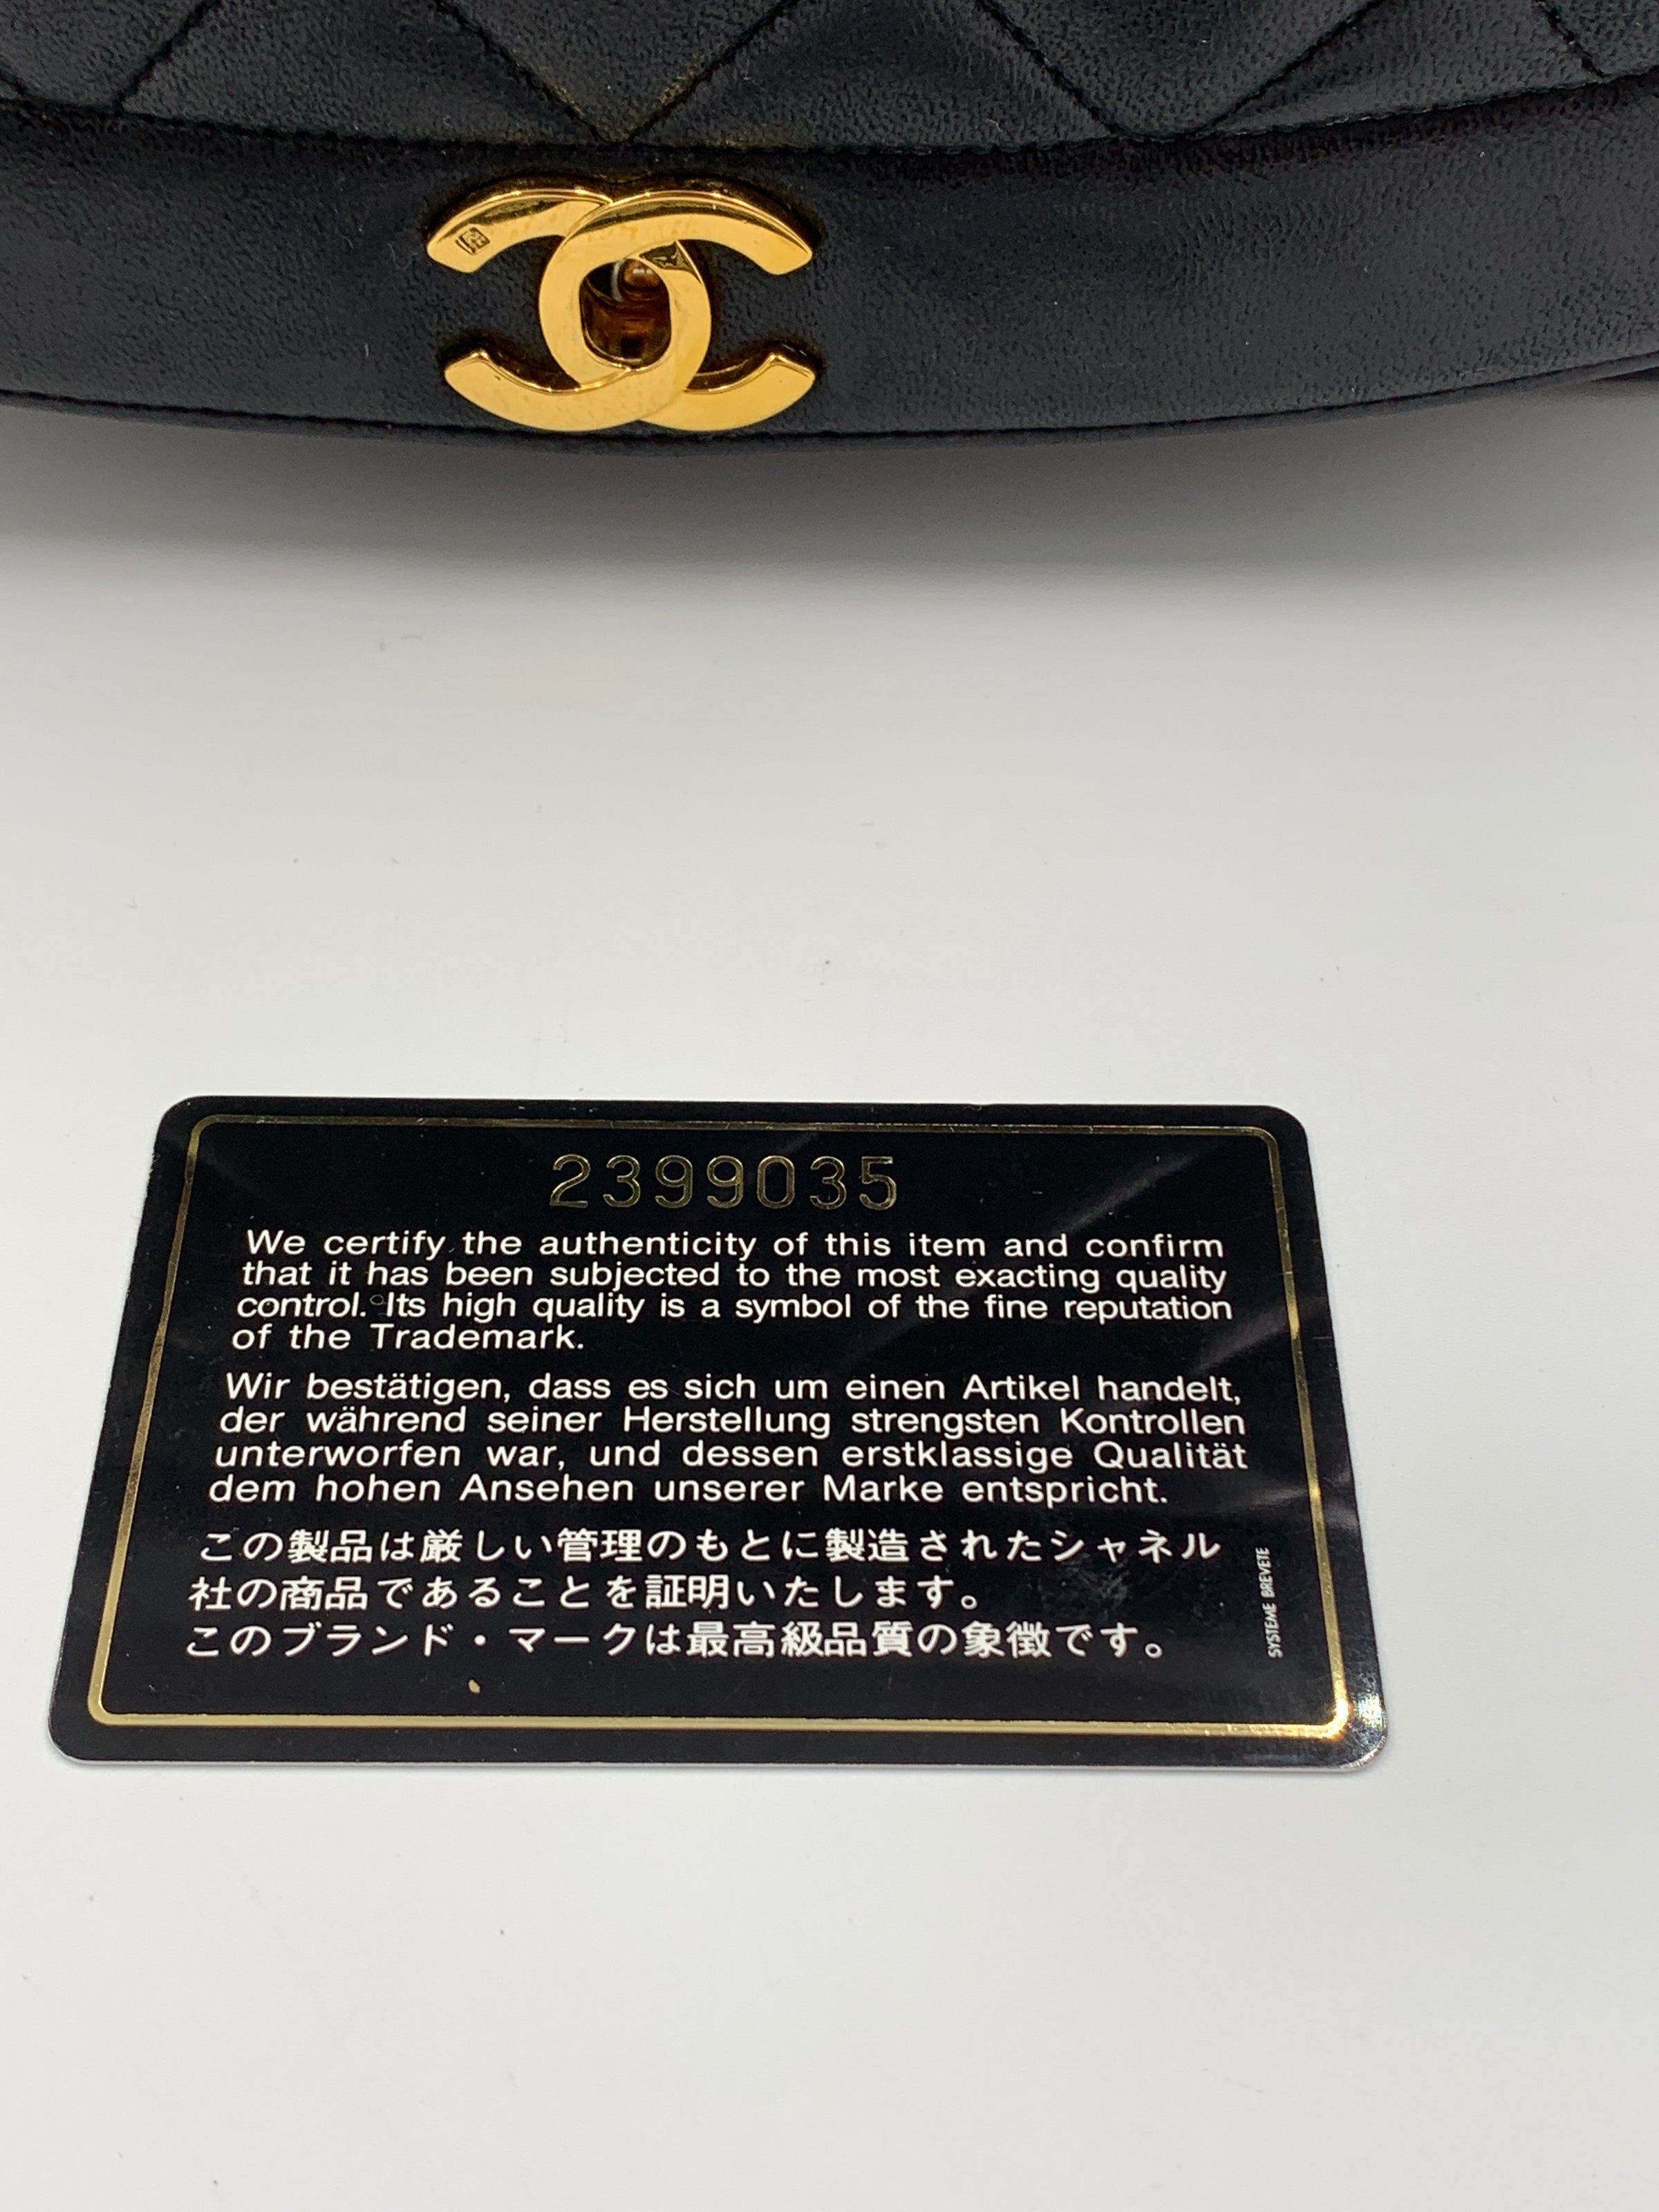 2399035
We certify the authenticity of this item and confirm
that it has been subjected to the most exacting quality
control. Its high quality is a symbol of the fine reputation
of the Trademark.
Wir bestätigen, dass es sich um einen Artikel handelt,
der während seiner Herstellung strengsten Kontrollen
unterworfen war, und dessen erstklassige Qualität
dem hohen Ansehen unserer Marke entspricht.
この製品は厳しい管理のもとに製造されたシャネル
社の商品であることを証明いたします。
このブランド・マークは最高級品質の象徴です。
SYSTEME BREVETE